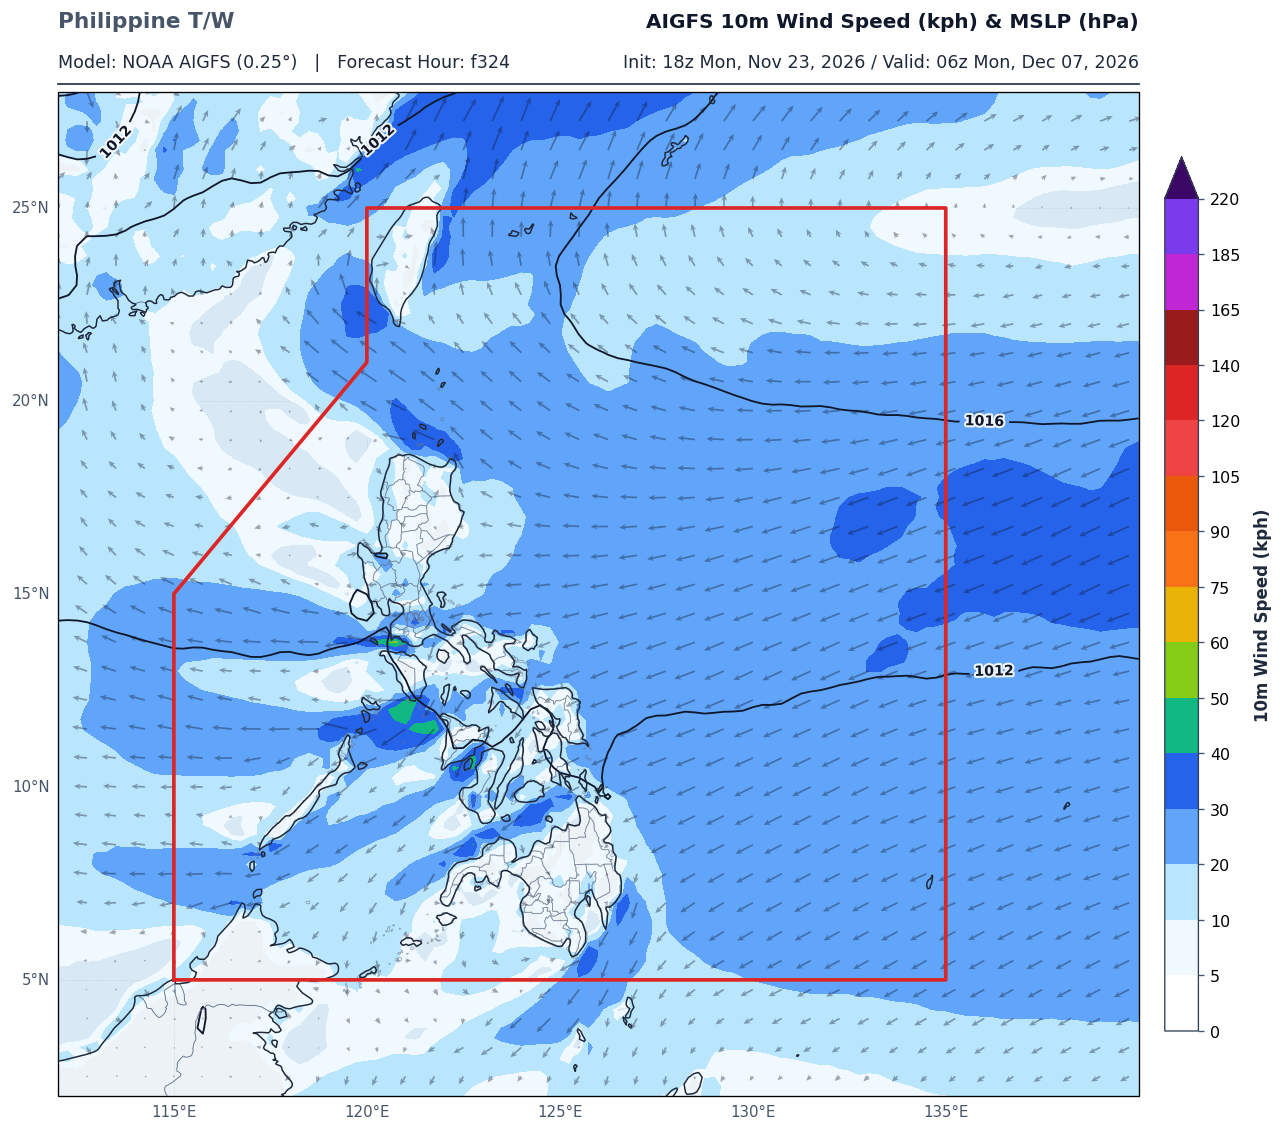 Philippine T/W
AIGFS 10m Wind Speed (kph) & MSLP (hPa)
Model: NOAA AIGFS (0.25°) | Forecast Hour: f324
Init: 18z Mon, Nov 23, 2026 / Valid: 06z Mon, Dec 07, 2026
1012
1012
1016
1012
25°N
20°N
15°N
10°N
5°N
115°E
120°E
125°E
130°E
135°E
220
185
165
140
120
105
90
75
60
50
40
30
20
10
5
0
10m Wind Speed (kph)